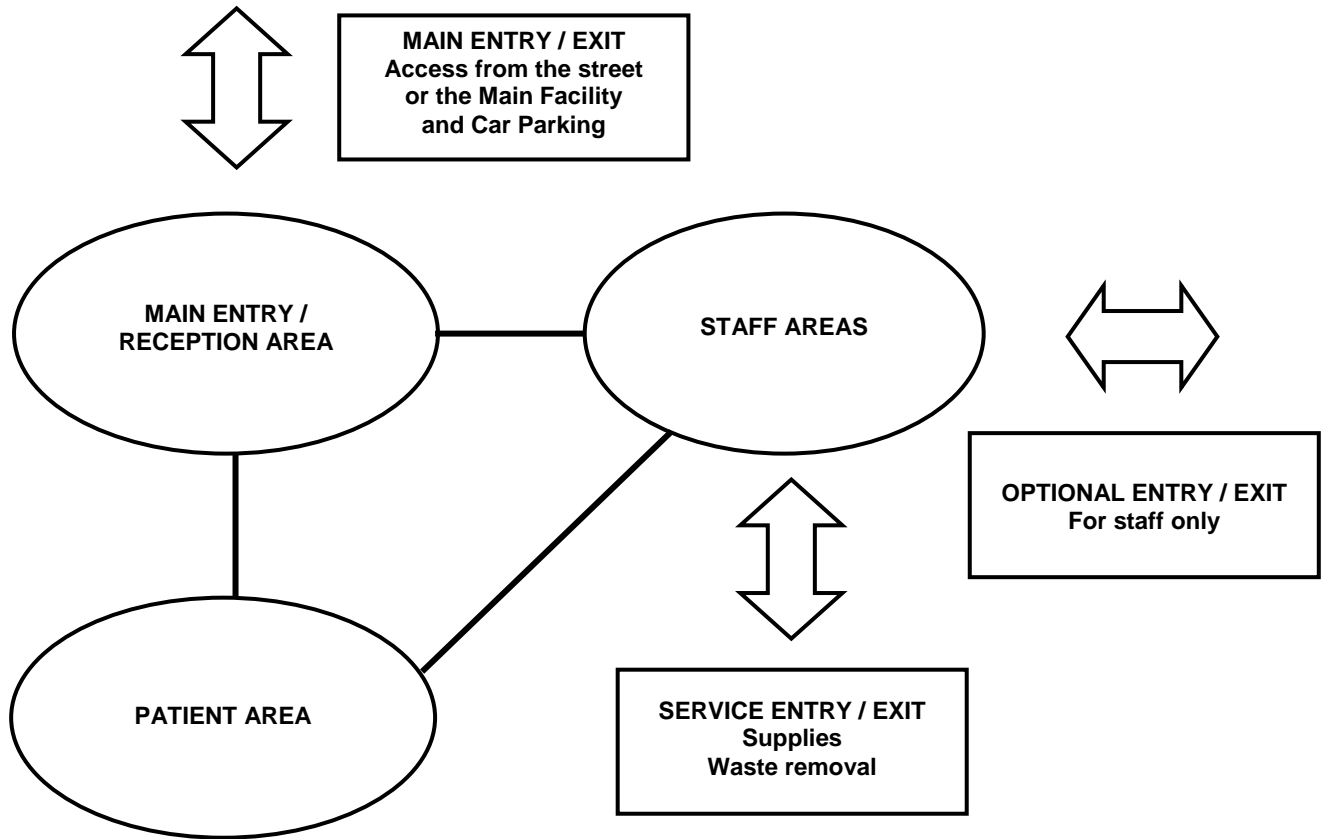 MAIN ENTRY / EXIT
Access from the street
or the Main Facility
and Car Parking
MAIN ENTRY /
RECEPTION AREA
STAFF AREAS
OPTIONAL ENTRY / EXIT
For staff only
PATIENT AREA
SERVICE ENTRY / EXIT
Supplies
Waste removal